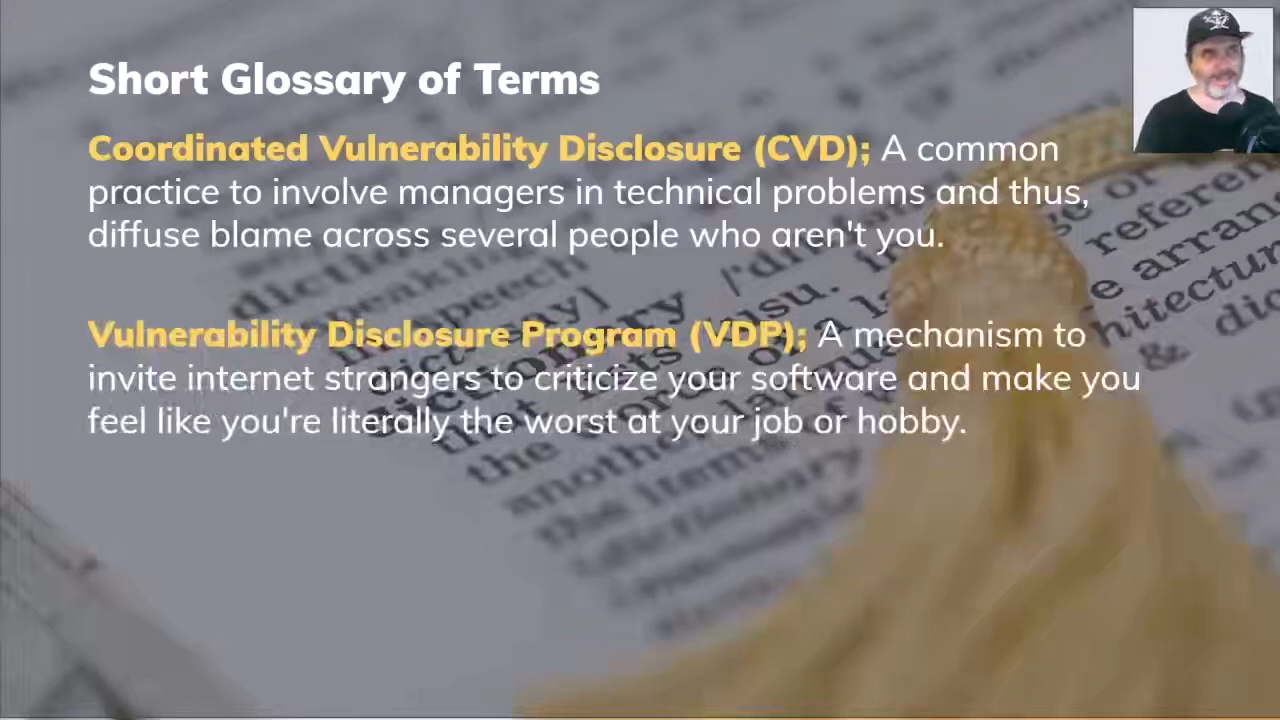 Short Glossary of Terms
Coordinated Vulnerability Disclosure (CVD); A common
practice to involve managers in technical problems and thus,
diffuse blame across several people who aren't you.
Vulnerability Disclosure Program (VDP); A mechanism to
invite internet strangers to criticize your software and make you
feel like you're literally the worst at your job or hobby.